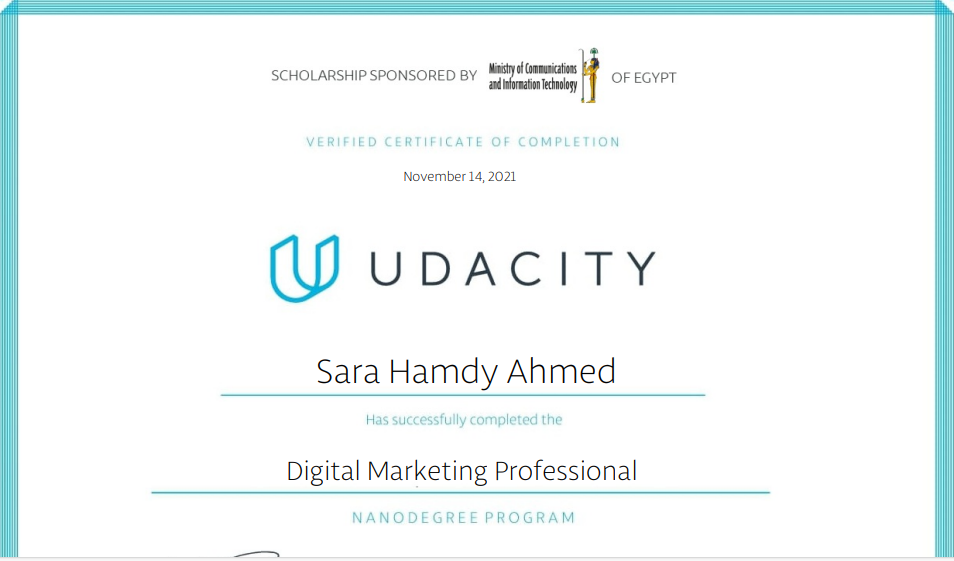 SCHOLARSHIP SPONSORED BY Ministry of Communications and Information Technology OF EGYPT
VERIFIED CERTIFICATE OF COMPLETION
November 14, 2021
UDACITY
Sara Hamdy Ahmed
Has successfully completed the
Digital Marketing Professional
NANODEGREE PROGRAM